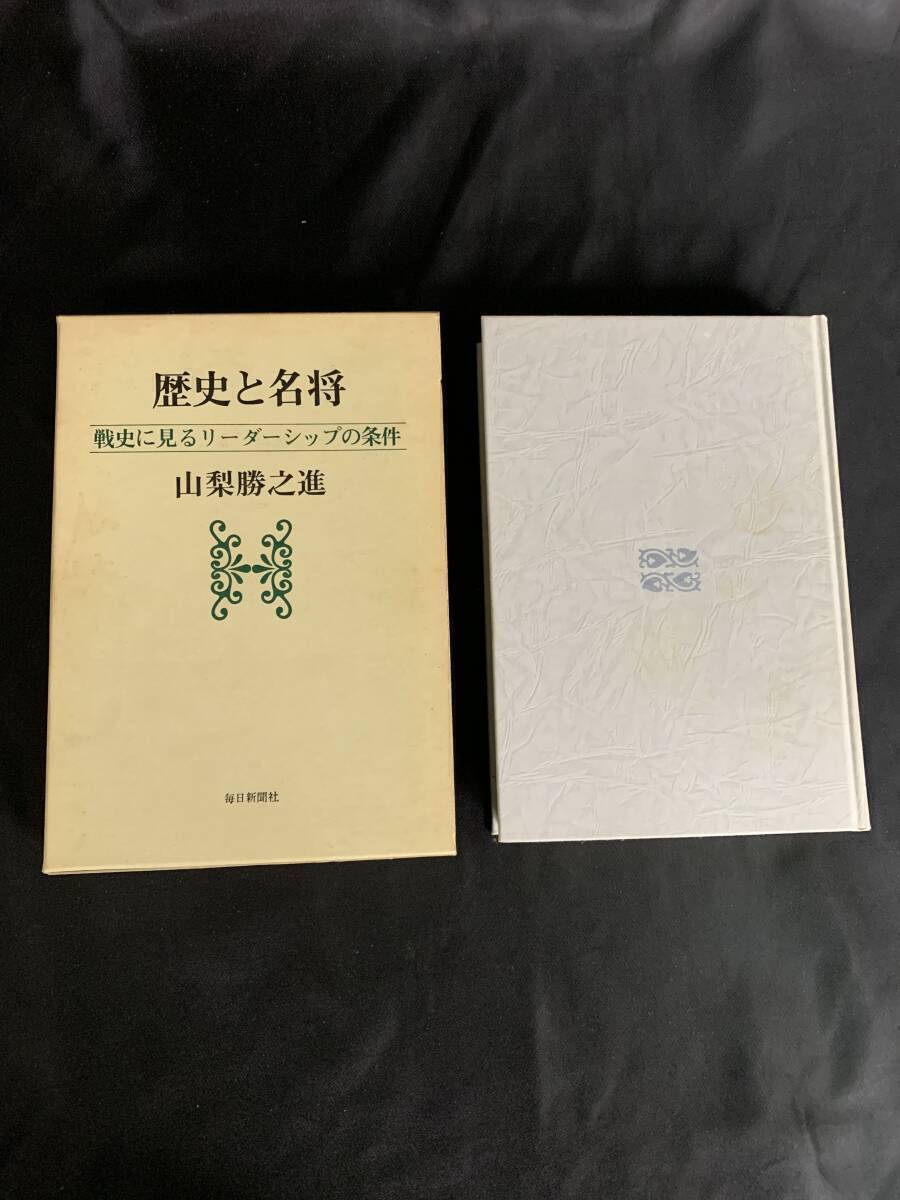 歴史と名将
戦史に見るリーダーシップの条件
山梨勝之進
毎日新聞社